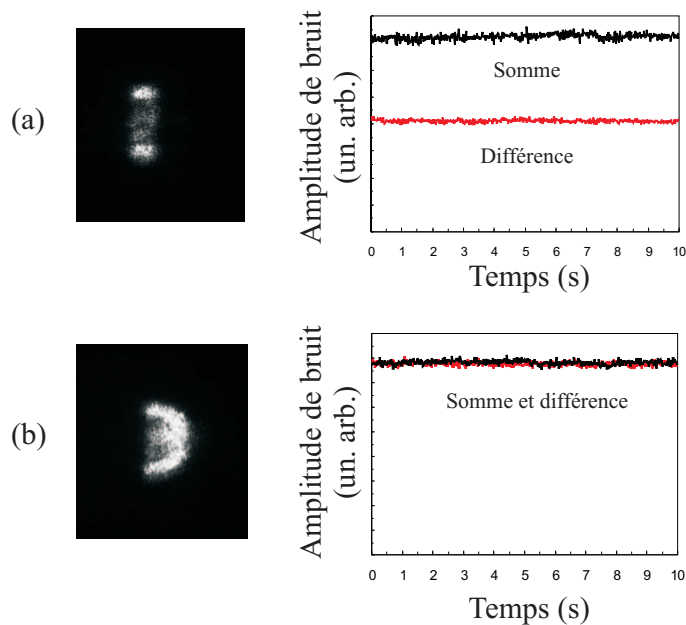 (a)
Amplitude de bruit
(un. arb.)
Somme
Différence
0 1 2 3 4 5 6 7 8 9 10
Temps (s)
(b)
Amplitude de bruit
(un. arb.)
Somme et différence
0 1 2 3 4 5 6 7 8 9 10
Temps (s)